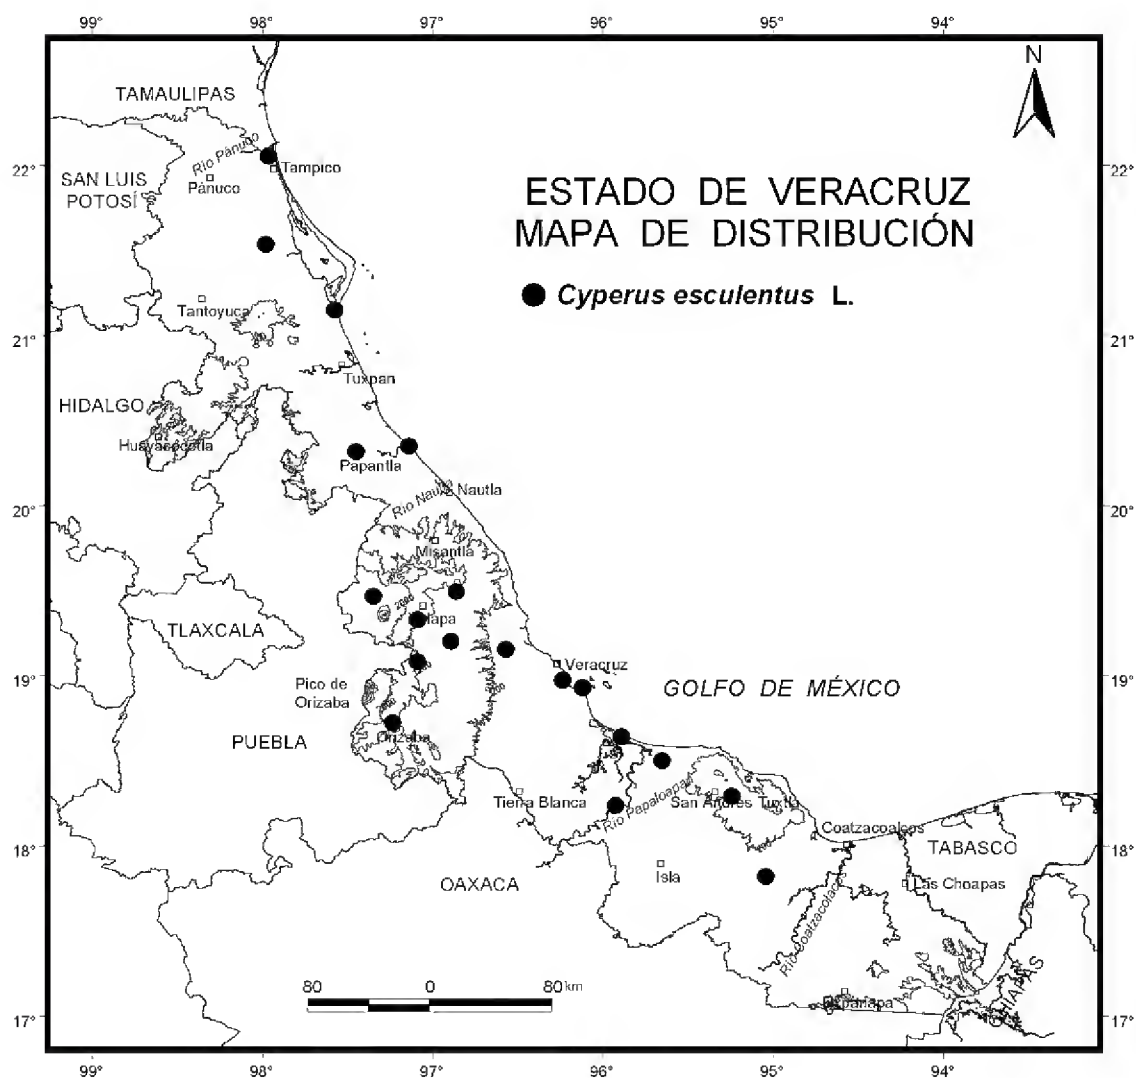 99° 98° 97° 96° 95° 94°
N
TAMAULIPAS
Río Pánuco
22° Tampico 22°
SAN LUIS
POTOSÍ
Pánuco
ESTADO DE VERACRUZ
MAPA DE DISTRIBUCIÓN
Cyperus esculentus L.
Tantoyuca
21° 21°
Tuxpan
HIDALGO
Huayacocotla
Papantla
Río Nautla
Nautla
20° 20°
Misantla
2000
TLAXCALA
Veracruz
19° 19°
Pico de
Orizaba
GOLFO DE MÉXICO
PUEBLA
Orizaba
Tierra Blanca
Río Papaloapan
San Andrés Tuxtla
Coatzacoalcos
18° 18°
TABASCO
OAXACA
Isla
Las Choapas
Río Coatzacoalcos
CHIAPAS
80 0 80 km
17° 17°
99° 98° 97° 96° 95° 94°